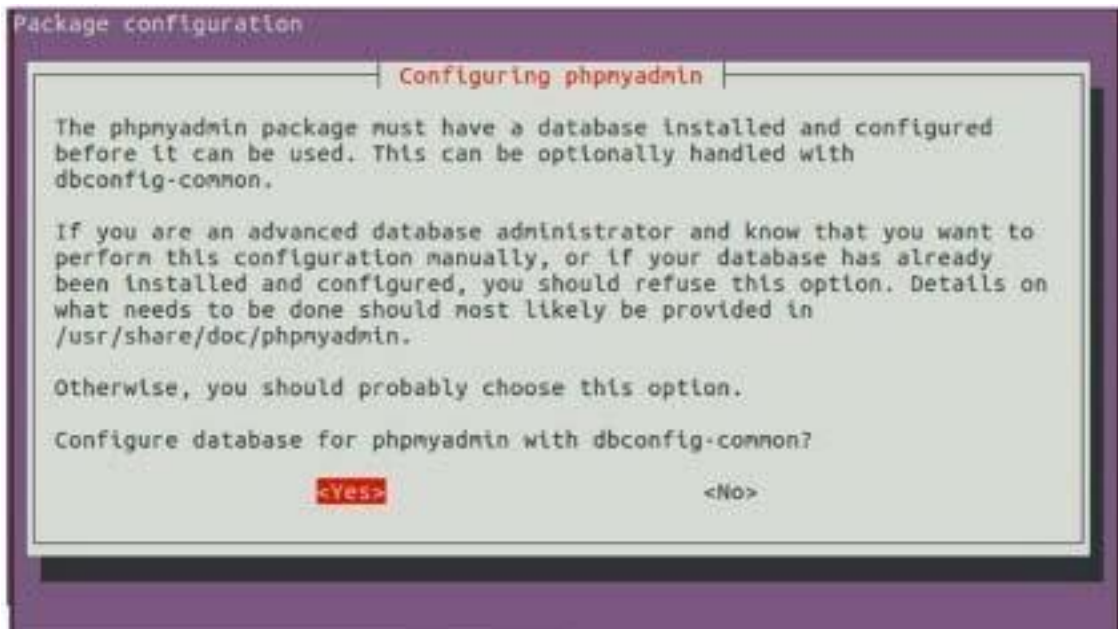 Package configuration
Configuring phpmyadmin
The phpmyadmin package must have a database installed and configured
before it can be used. This can be optionally handled with
dbconfig-common.
If you are an advanced database administrator and know that you want to
perform this configuration manually, or if your database has already
been installed and configured, you should refuse this option. Details on
what needs to be done should most likely be provided in
/usr/share/doc/phpmyadmin.
Otherwise, you should probably choose this option.
Configure database for phpmyadmin with dbconfig-common?
<Yes> <No>